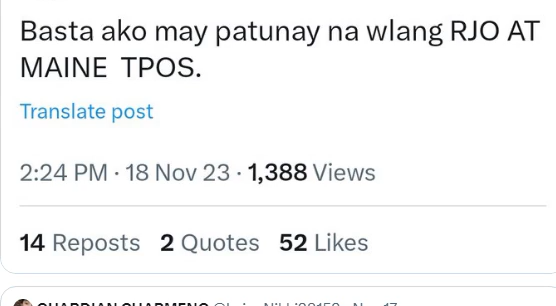 Basta ako may patunay na wlang RJO AT
MAINE TPOS.
Translate post
2:24 PM · 18 Nov 23 · 1,388 Views
14 Reposts 2 Quotes 52 Likes